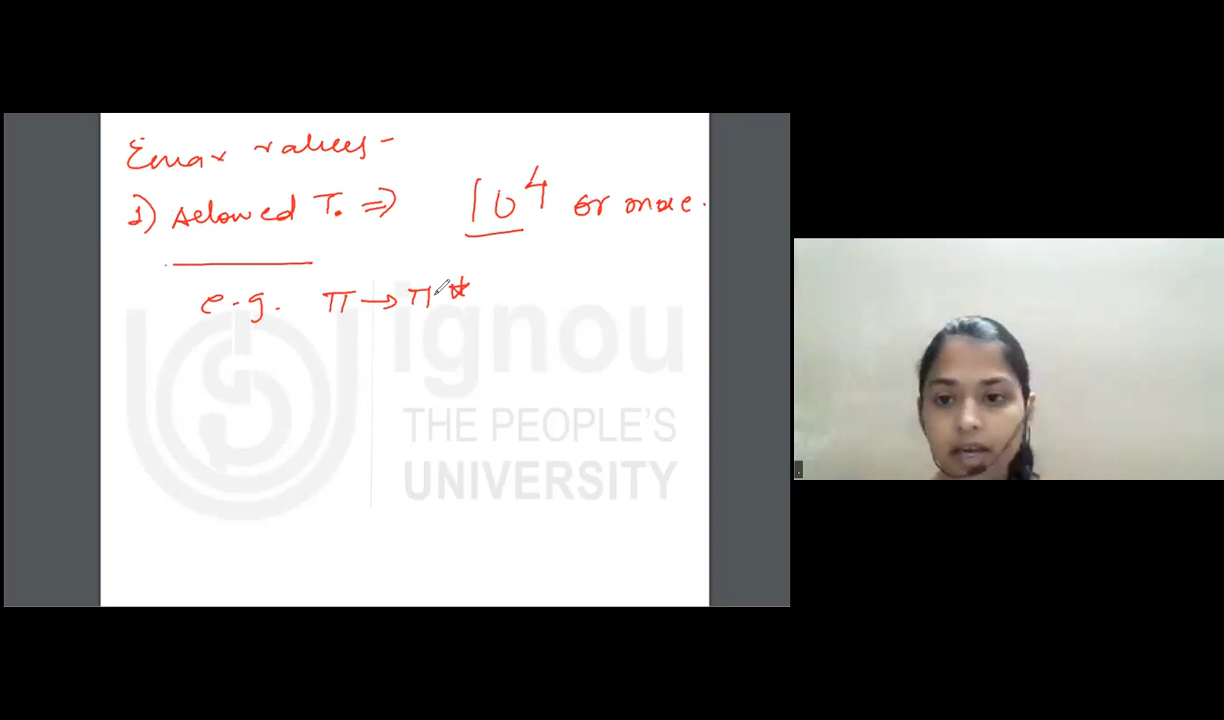 Emax values-
1) Allowed T. ⇒ 10⁴ or more.
e.g. π → π*
ignou
THE PEOPLE'S
UNIVERSITY